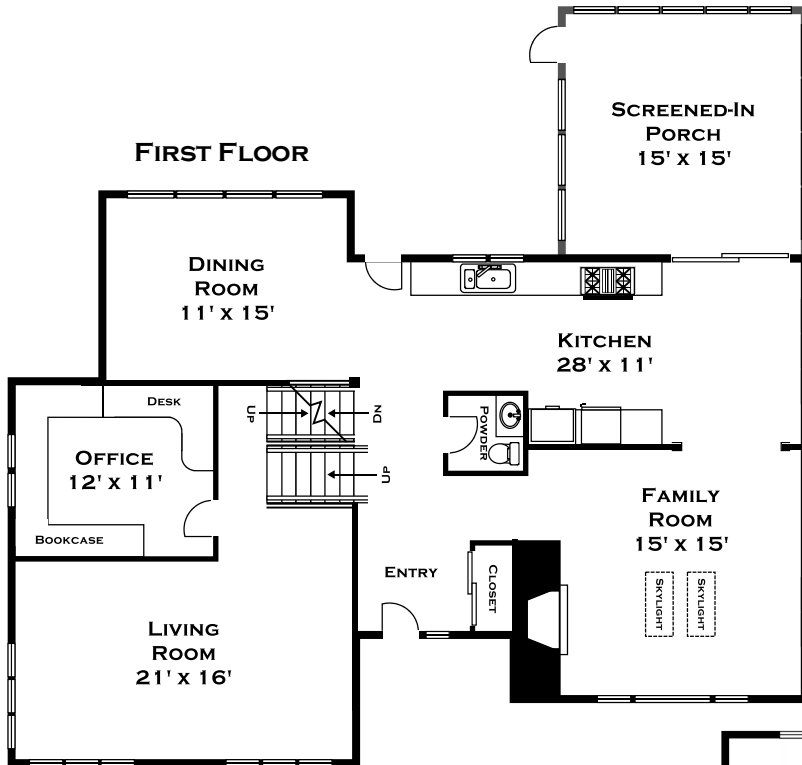 SCREENED-IN
PORCH
15' X 15'
FIRST FLOOR
DINING
ROOM
11' X 15'
KITCHEN
28' X 11'
DESK
UP
DN
POWDER
OFFICE
12' X 11'
UP
BOOKCASE
FAMILY
ROOM
15' X 15'
ENTRY
CLOSET
SKYLIGHT
SKYLIGHT
LIVING
ROOM
21' X 16'